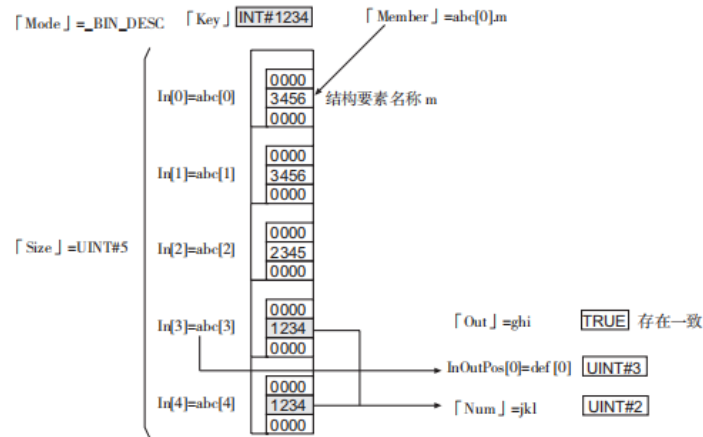 「Mode」=_BIN_DESC 「Key」 INT#1234 「Member」=abc[0].m
0000
In[0]=abc[0] 3456 结构要素名称 m
0000
0000
In[1]=abc[1] 3456
0000
0000
「Size」=UINT#5 In[2]=abc[2] 2345
0000
0000
In[3]=abc[3] 1234 「Out」=ghi TRUE 存在一致
0000
InOutPos[0]=def [0] UINT#3
0000
In[4]=abc[4] 1234 「Num」=jkl UINT#2
0000